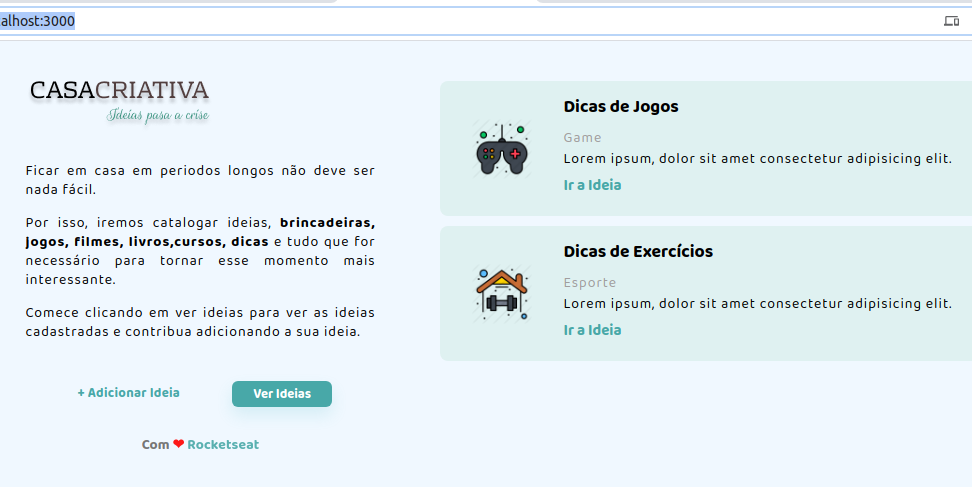 alhost:3000
CASACRIATIVA
Ideias pasa a crise
Ficar em casa em periodos longos não deve ser
nada fácil.
Por isso, iremos catalogar ideias, brincadeiras,
jogos, filmes, livros,cursos, dicas e tudo que for
necessário para tornar esse momento mais
interessante.
Comece clicando em ver ideias para ver as ideias
cadastradas e contribua adicionando a sua ideia.
+ Adicionar Ideia
Ver Ideias
Com ❤ Rocketseat
Dicas de Jogos
Game
Lorem ipsum, dolor sit amet consectetur adipisicing elit.
Ir a Ideia
Dicas de Exercícios
Esporte
Lorem ipsum, dolor sit amet consectetur adipisicing elit.
Ir a Ideia